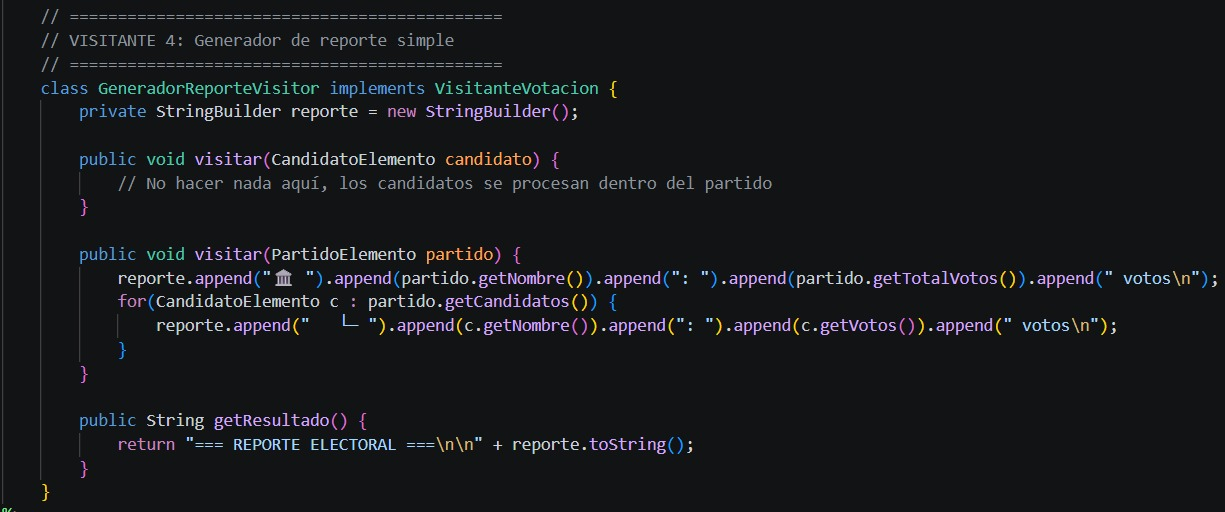 // =============================================
// VISITANTE 4: Generador de reporte simple
// =============================================
class GeneradorReporteVisitor implements VisitanteVotacion {
    private StringBuilder reporte = new StringBuilder();

    public void visitar(CandidatoElemento candidato) {
        // No hacer nada aquí, los candidatos se procesan dentro del partido
    }

    public void visitar(PartidoElemento partido) {
        reporte.append("🏛️ ").append(partido.getNombre()).append(": ").append(partido.getTotalVotos()).append(" votos\n");
        for(CandidatoElemento c : partido.getCandidatos()) {
            reporte.append("   └─ ").append(c.getNombre()).append(": ").append(c.getVotos()).append(" votos\n");
        }
    }

    public String getResultado() {
        return "=== REPORTE ELECTORAL ===\n\n" + reporte.toString();
    }
}